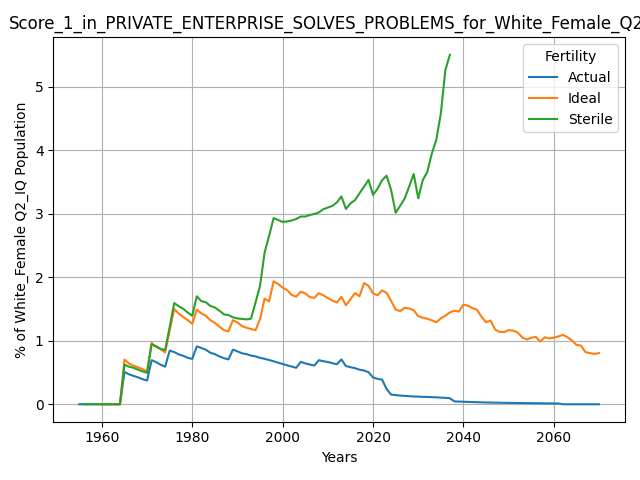 Score_1_in_PRIVATE_ENTERPRISE_SOLVES_PROBLEMS_for_White_Female_Q2
Fertility
Actual
Ideal
Sterile
% of White_Female Q2_IQ Population
5
4
3
2
1
0
1960 1980 2000 2020 2040 2060
Years